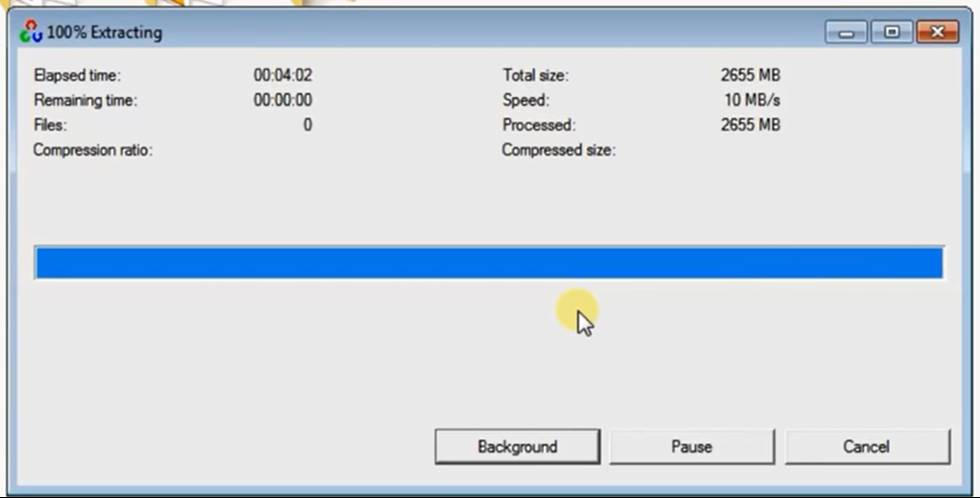 100% Extracting
Elapsed time: 00:04:02 Total size: 2655 MB
Remaining time: 00:00:00 Speed: 10 MB/s
Files: 0 Processed: 2655 MB
Compression ratio: Compressed size:
Background Pause Cancel